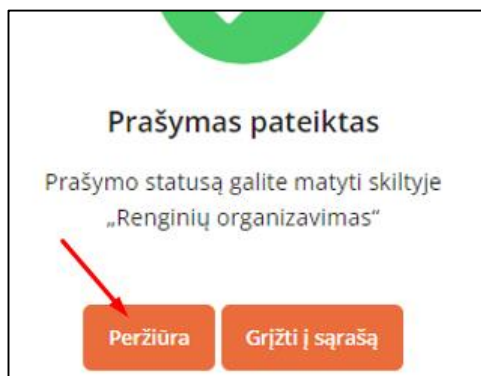 Prašymas pateiktas
Prašymo statusą galite matyti skiltyje
„Renginių organizavimas“
Peržiūra
Grįžti į sąrašą